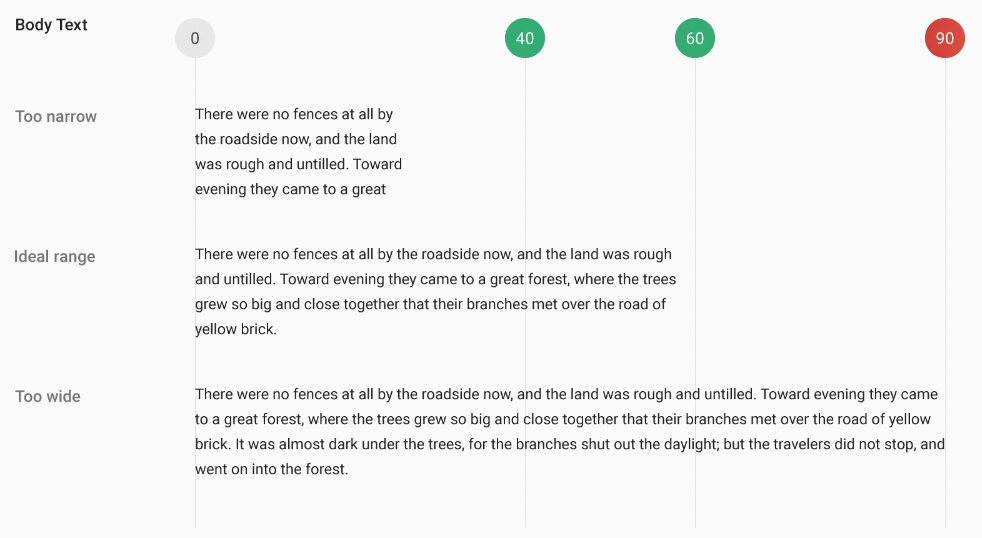 Body Text
0
40
60
90
Too narrow
There were no fences at all by
the roadside now, and the land
was rough and untilled. Toward
evening they came to a great
Ideal range
There were no fences at all by the roadside now, and the land was rough
and untilled. Toward evening they came to a great forest, where the trees
grew so big and close together that their branches met over the road of
yellow brick.
Too wide
There were no fences at all by the roadside now, and the land was rough and untilled. Toward evening they came
to a great forest, where the trees grew so big and close together that their branches met over the road of yellow
brick. It was almost dark under the trees, for the branches shut out the daylight; but the travelers did not stop, and
went on into the forest.